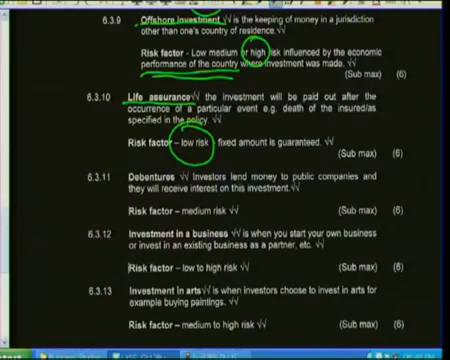 6.3.9 Offshore investment √√ is the keeping of money in a jurisdiction
other than one's country of residence √√
Risk factor - Low medium or high risk influenced by the economic
performance of the country where investment was made. √√
(Sub max) (6)
6.3.10 Life assurance √√ the investment will be paid out after the
occurrence of a particular event e.g. death of the insured/as
specified in the policy. √√
Risk factor – low risk - fixed amount is guaranteed. √√
(Sub max) (6)
6.3.11 Debentures √√ Investors lend money to public companies and
they will receive interest on this investment. √√
Risk factor – medium risk √√ (Sub max) (6)
6.3.12 Investment in a business √√ is when you start your own business
or invest in an existing business as a partner, etc. √√
Risk factor – low to high risk √√ (Sub max) (6)
6.3.13 Investment in arts √√ is when investors choose to invest in arts for
example buying paintings. √√
Risk factor – medium to high risk √√ (Sub max) (6)